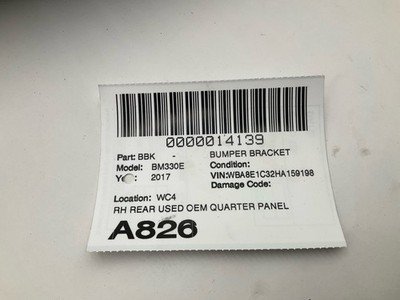 0000014139
Part: BBK - BUMPER BRACKET
Model: BM330E Condition:
Year: 2017 VIN:WBA8E1C32HA159198
Damage Code:
Location: WC4
RH REAR USED OEM QUARTER PANEL
A826